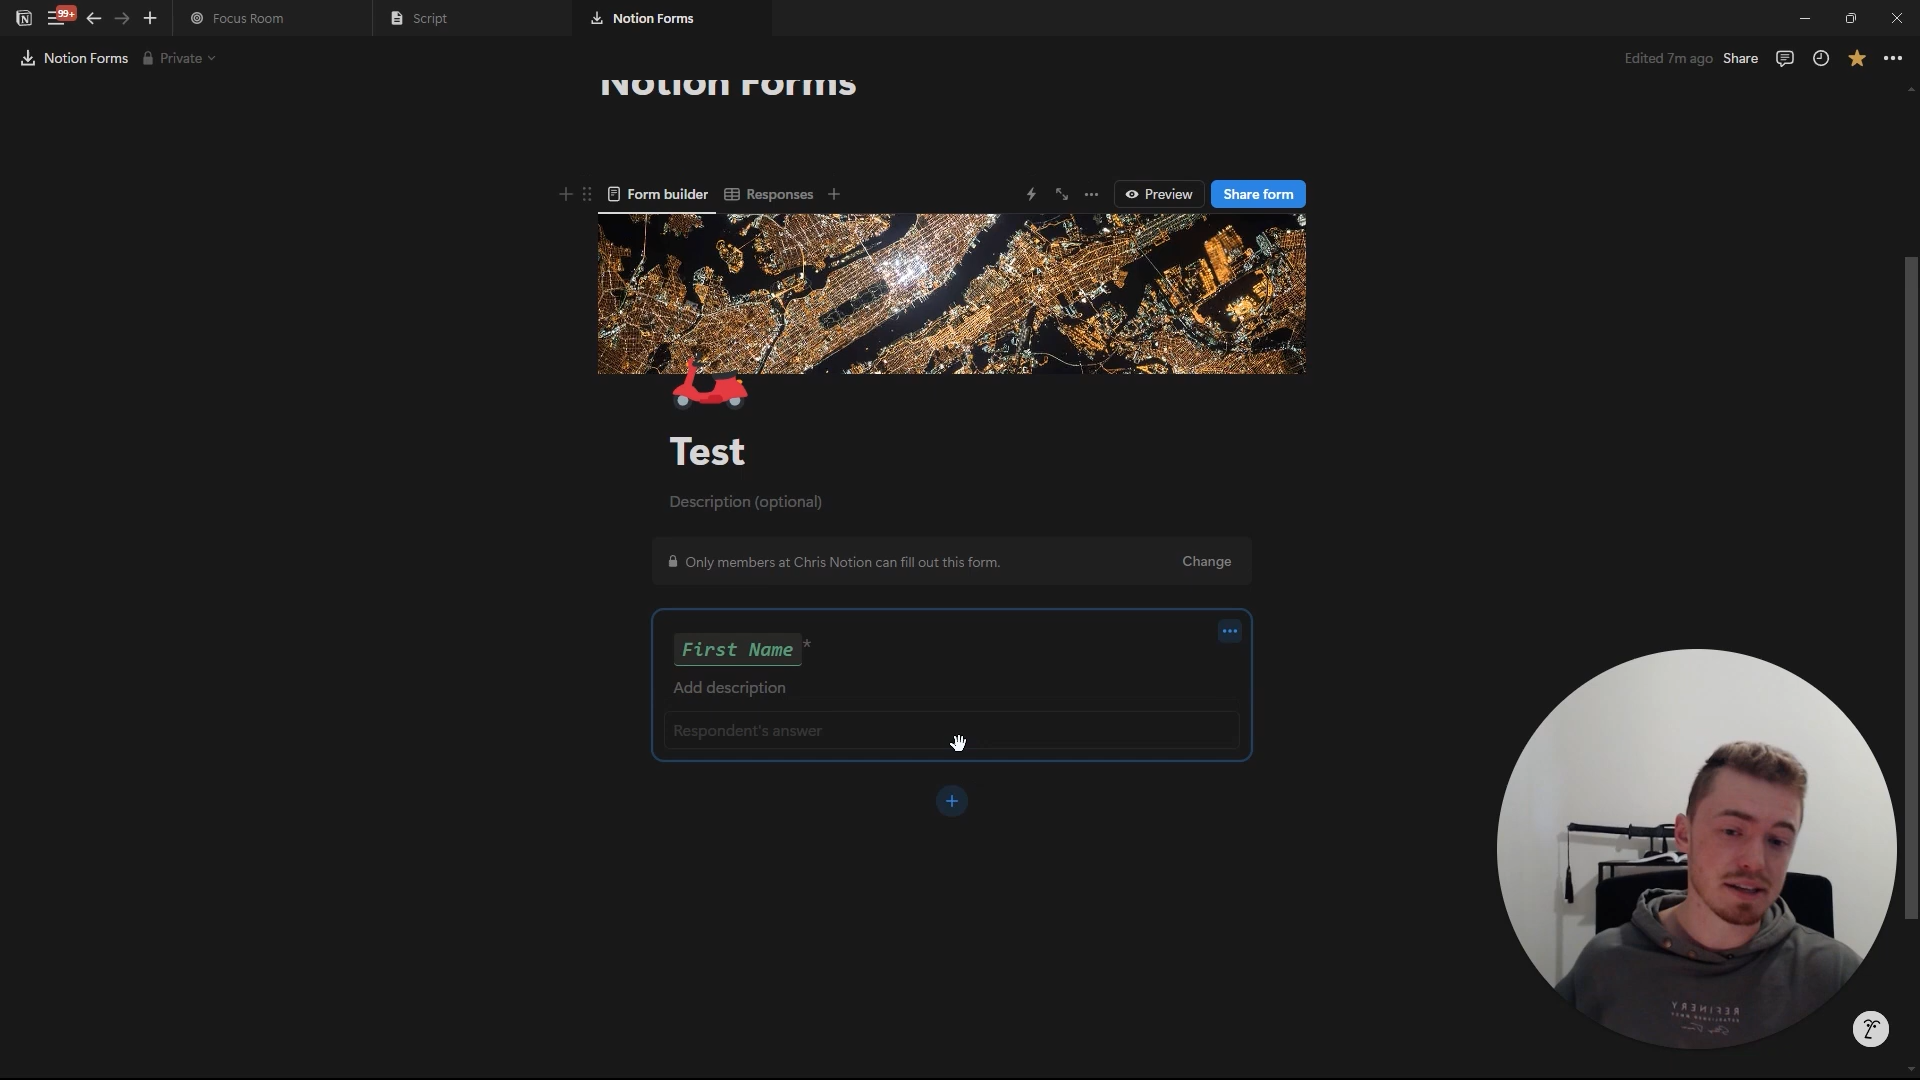 99+
Focus Room
Script
Notion Forms
Notion Forms
Private
Edited 7m ago
Share
Notion Forms
Form builder
Responses
Preview
Share form
Test
Description (optional)
Only members at Chris Notion can fill out this form.
Change
First Name*
Add description
Respondent's answer
REFINERY